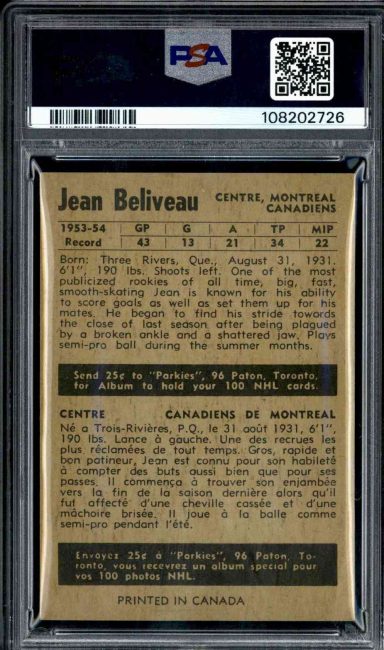 PSA
108202726
Jean Beliveau CENTRE, MONTREAL
CANADIENS
1953-54 GP G A TP MIP
Record 43 13 21 34 22
Born: Three Rivers, Que., August 31, 1931.
6'1", 190 lbs. Shoots left. One of the most
publicized rookies of all time, big, fast,
smooth-skating Jean is known for his ability
to score goals as well as set them up for his
mates. He began to find his stride towards
the close of last season after being plagued
by a broken ankle and a shattered jaw. Plays
semi-pro ball during the summer months.
Send 25¢ to "Parkies", 96 Paton, Toronto,
for Album to hold your 100 NHL cards.
CENTRE CANADIENS DE MONTREAL
Né a Trois-Rivières, P.Q., le 31 août 1931, 6'1",
190 lbs. Lance à gauche. Une des recrues les
plus réclamées de tout temps. Gros, rapide et
bon patineur, Jean est connu pour son habileté
à compter des buts aussi bien que pour ses
passes. Il commença à trouver son enjambée
vers la fin de la saison dernière alors qu'il
fut affecté d'une cheville cassée et d'une
mâchoire brisée. Il joue à la balle comme
semi-pro pendant l'été.
Envoyez 25¢ à "Parkies", 96 Paton, To-
ronto, vous recevrez un album special pour
vos 100 photos NHL.
PRINTED IN CANADA